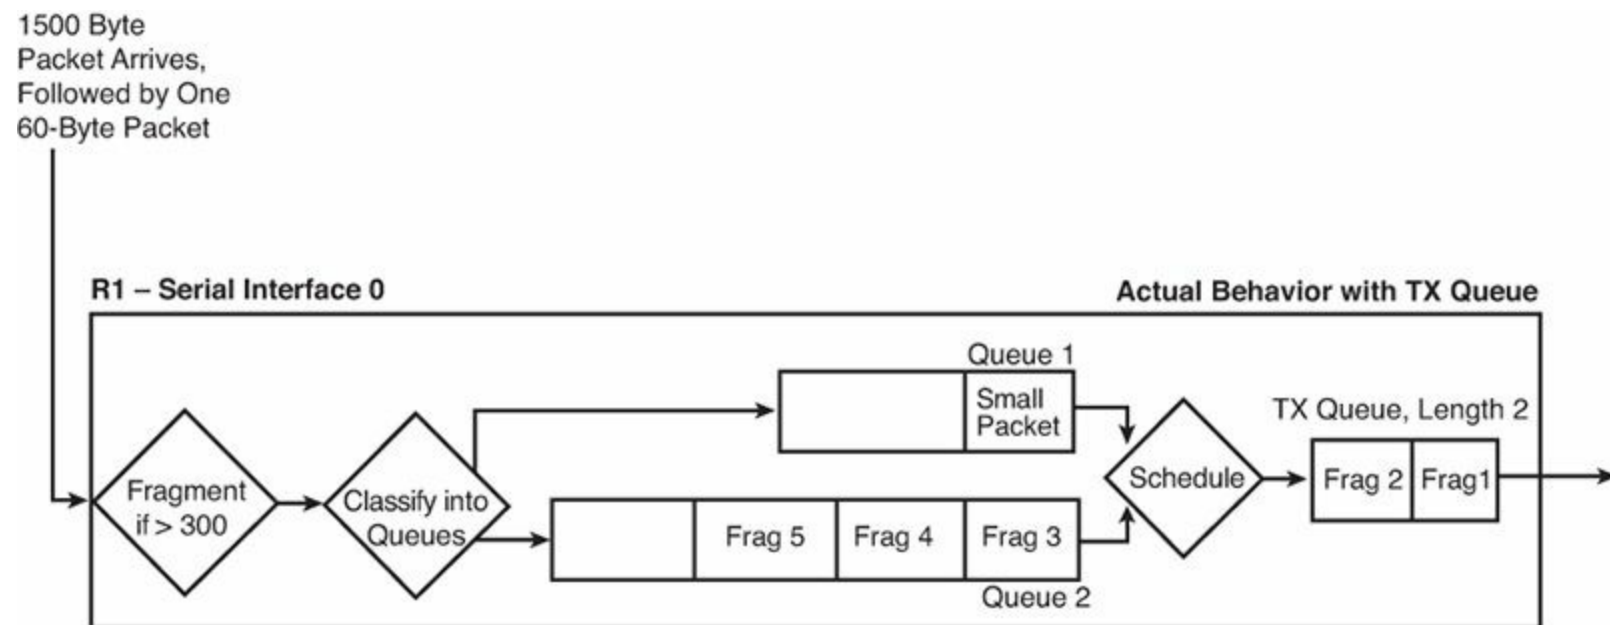 1500 Byte
Packet Arrives,
Followed by One
60-Byte Packet
R1 – Serial Interface 0
Actual Behavior with TX Queue
Fragment
if > 300
Classify into
Queues
Queue 1
Small
Packet
Frag 5
Frag 4
Frag 3
Queue 2
Schedule
TX Queue, Length 2
Frag 2
Frag1